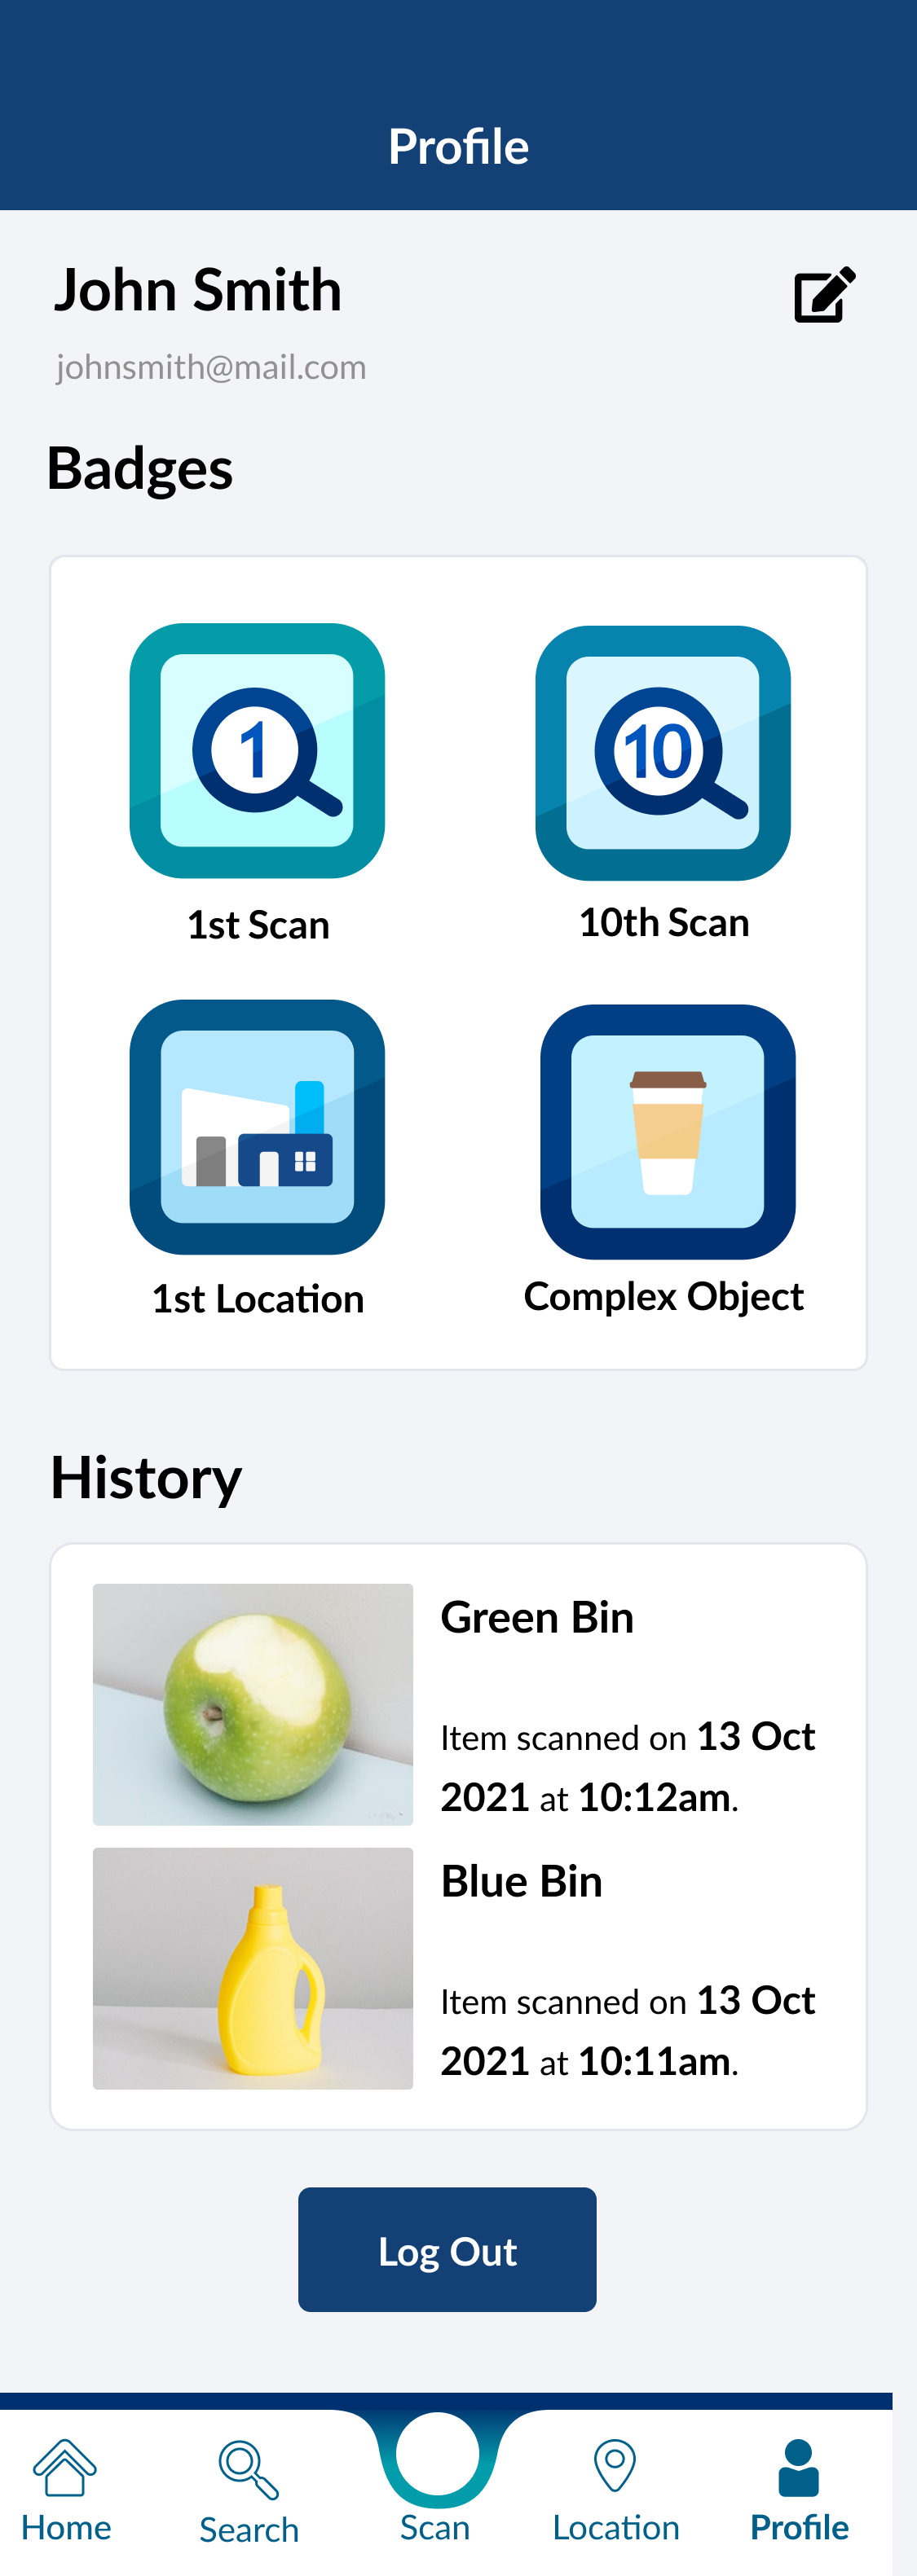 Profile
John Smith
johnsmith@mail.com
Badges
1
10
1st Scan
10th Scan
1st Location
Complex Object
History
Green Bin
Item scanned on 13 Oct
2021 at 10:12am.
Blue Bin
Item scanned on 13 Oct
2021 at 10:11am.
Log Out
Home
Search
Scan
Location
Profile